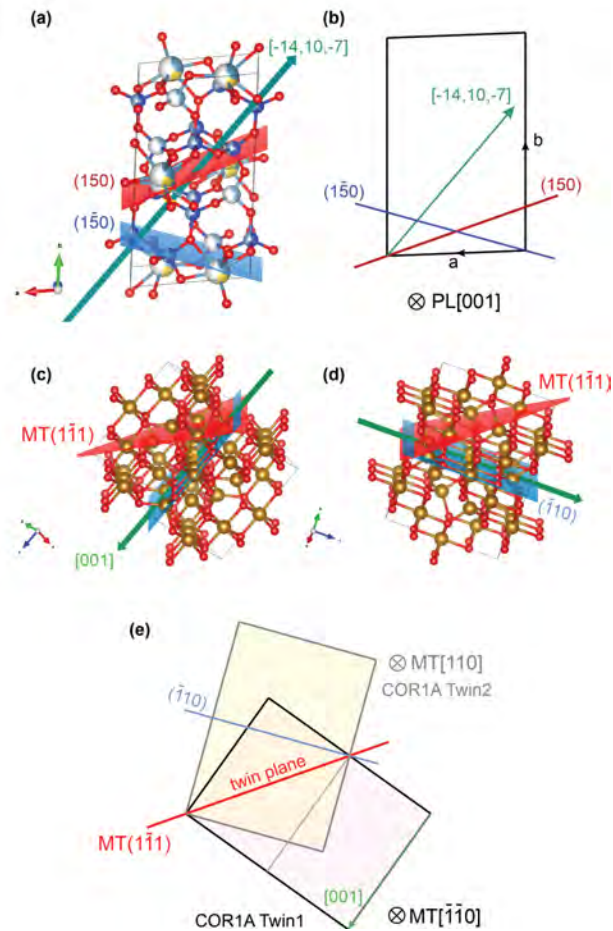 (a)
[-14,10,-7]
(150)
(15̄0)
b
a
(b)
[-14,10,-7]
b
(15̄0)
(150)
a
⊗ PL[001]
(c)
MT(11̄1)
[001]
(d)
MT(11̄1)
(1̄10)
(e)
⊗ MT[110]
COR1A Twin2
(1̄10)
twin plane
MT(11̄1)
[001]
COR1A Twin1
⊗ MT[1̄1̄0]